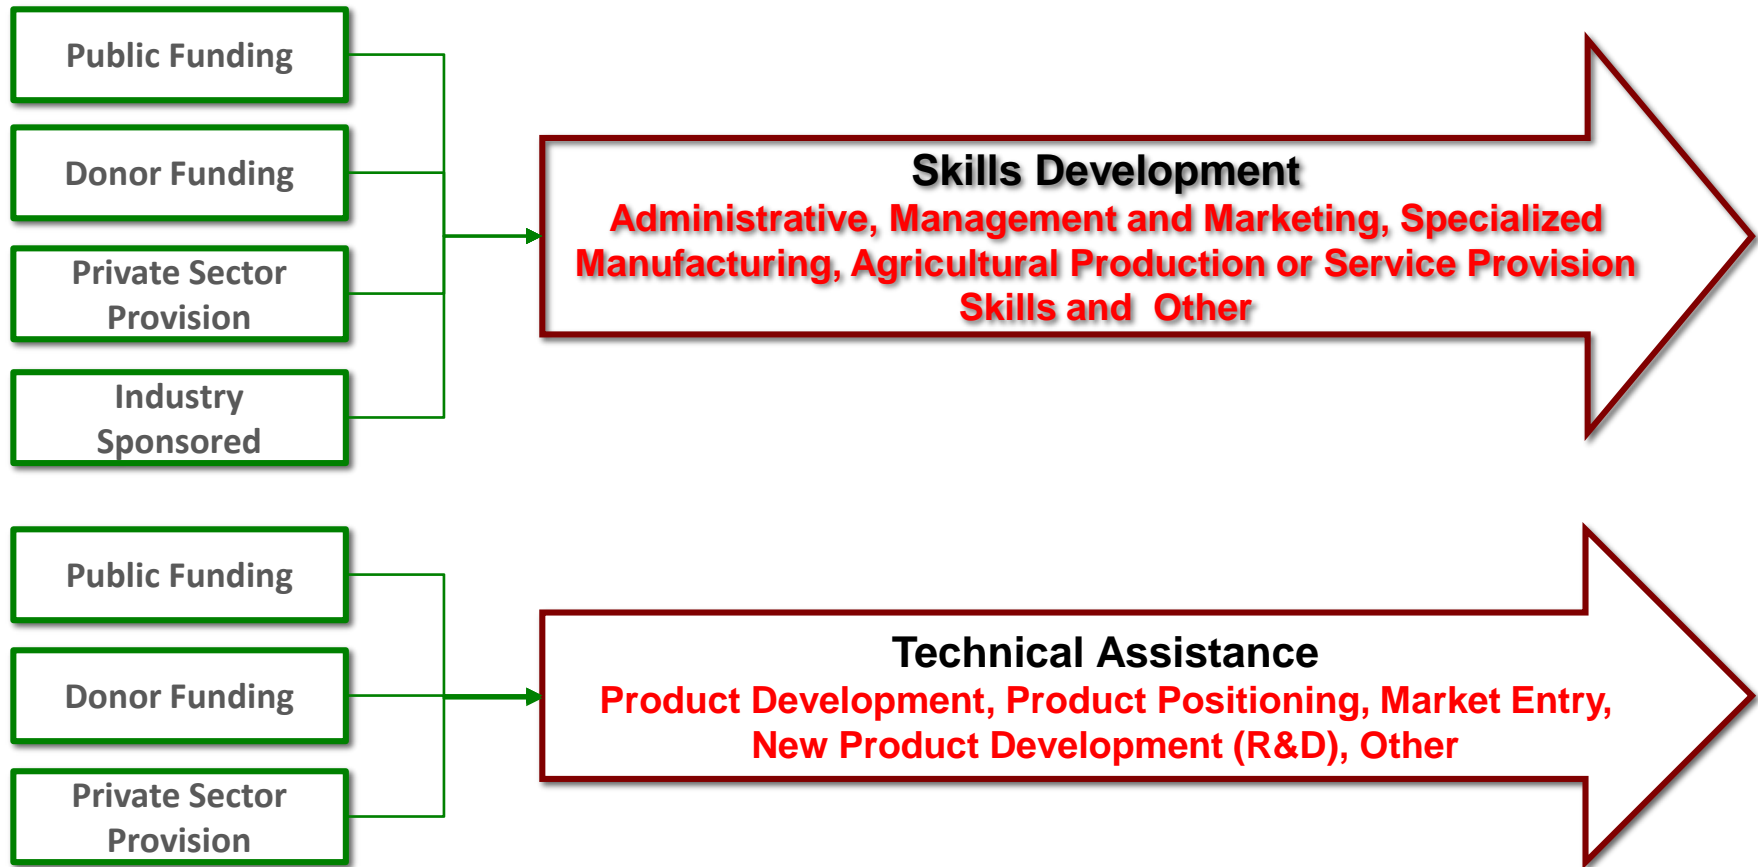 Public Funding
Donor Funding
Private Sector
Provision
Industry
Sponsored
Skills Development
Administrative, Management and Marketing, Specialized
Manufacturing, Agricultural Production or Service Provision
Skills and  Other
Public Funding
Donor Funding
Private Sector
Provision
Technical Assistance
Product Development, Product Positioning, Market Entry,
New Product Development (R&D), Other